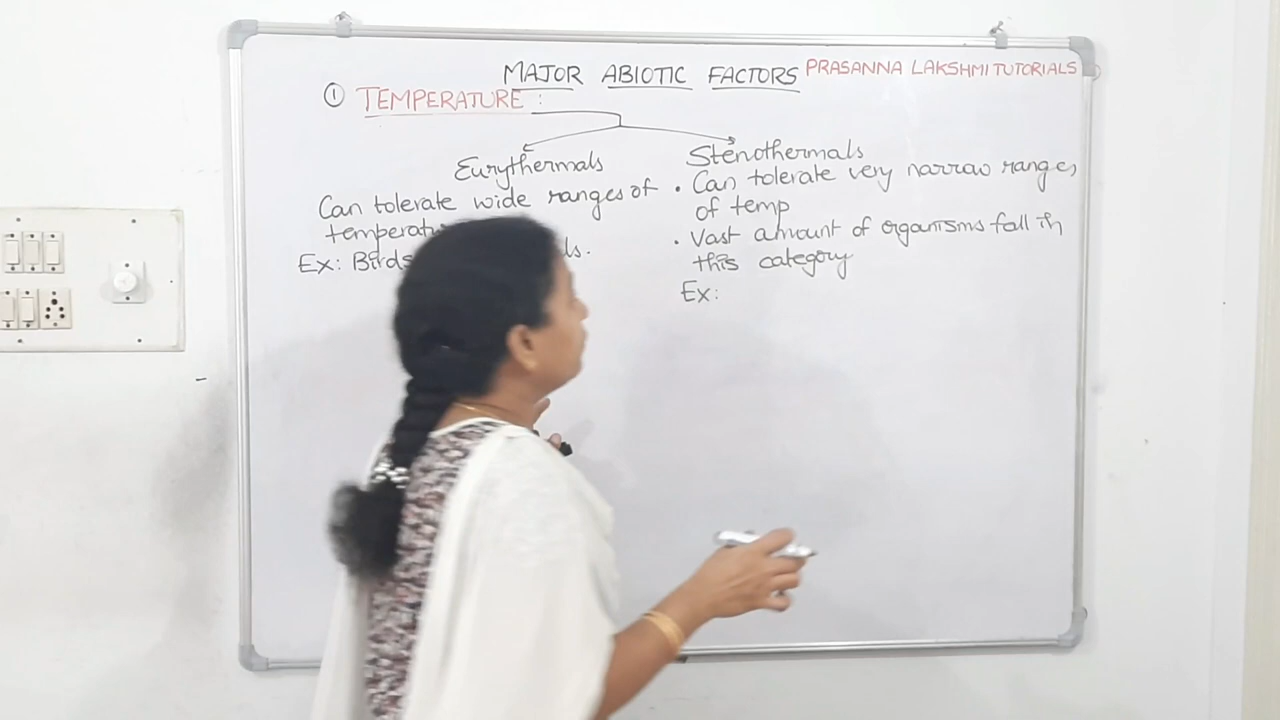 MAJOR ABIOTIC FACTORS PRASANNA LAKSHMI TUTORIALS
① TEMPERATURE :
Eurythermals
Can tolerate wide ranges of
Ex: Birds
Stenothermals
• Can tolerate very narrow ranges
of temp
• Vast amount of organisms fall in
this category
Ex: